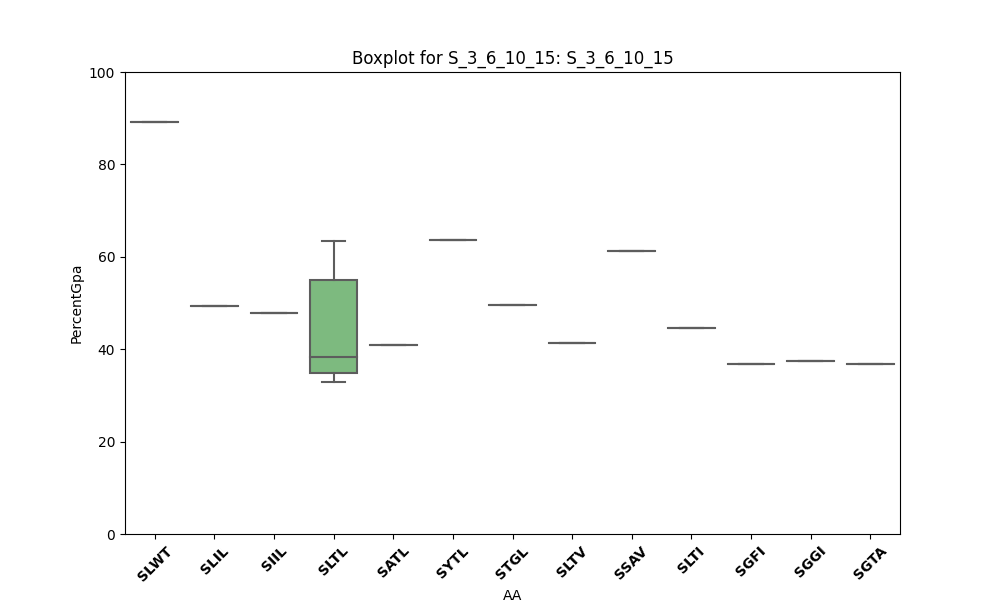 Boxplot for S_3_6_10_15: S_3_6_10_15
100
80
60
40
20
0
PercentGpa
SLWT SLIL SIIL SLTL SATL SYTL STGL SLTV SSAV SLTI SGFI SGGI SGTA
AA